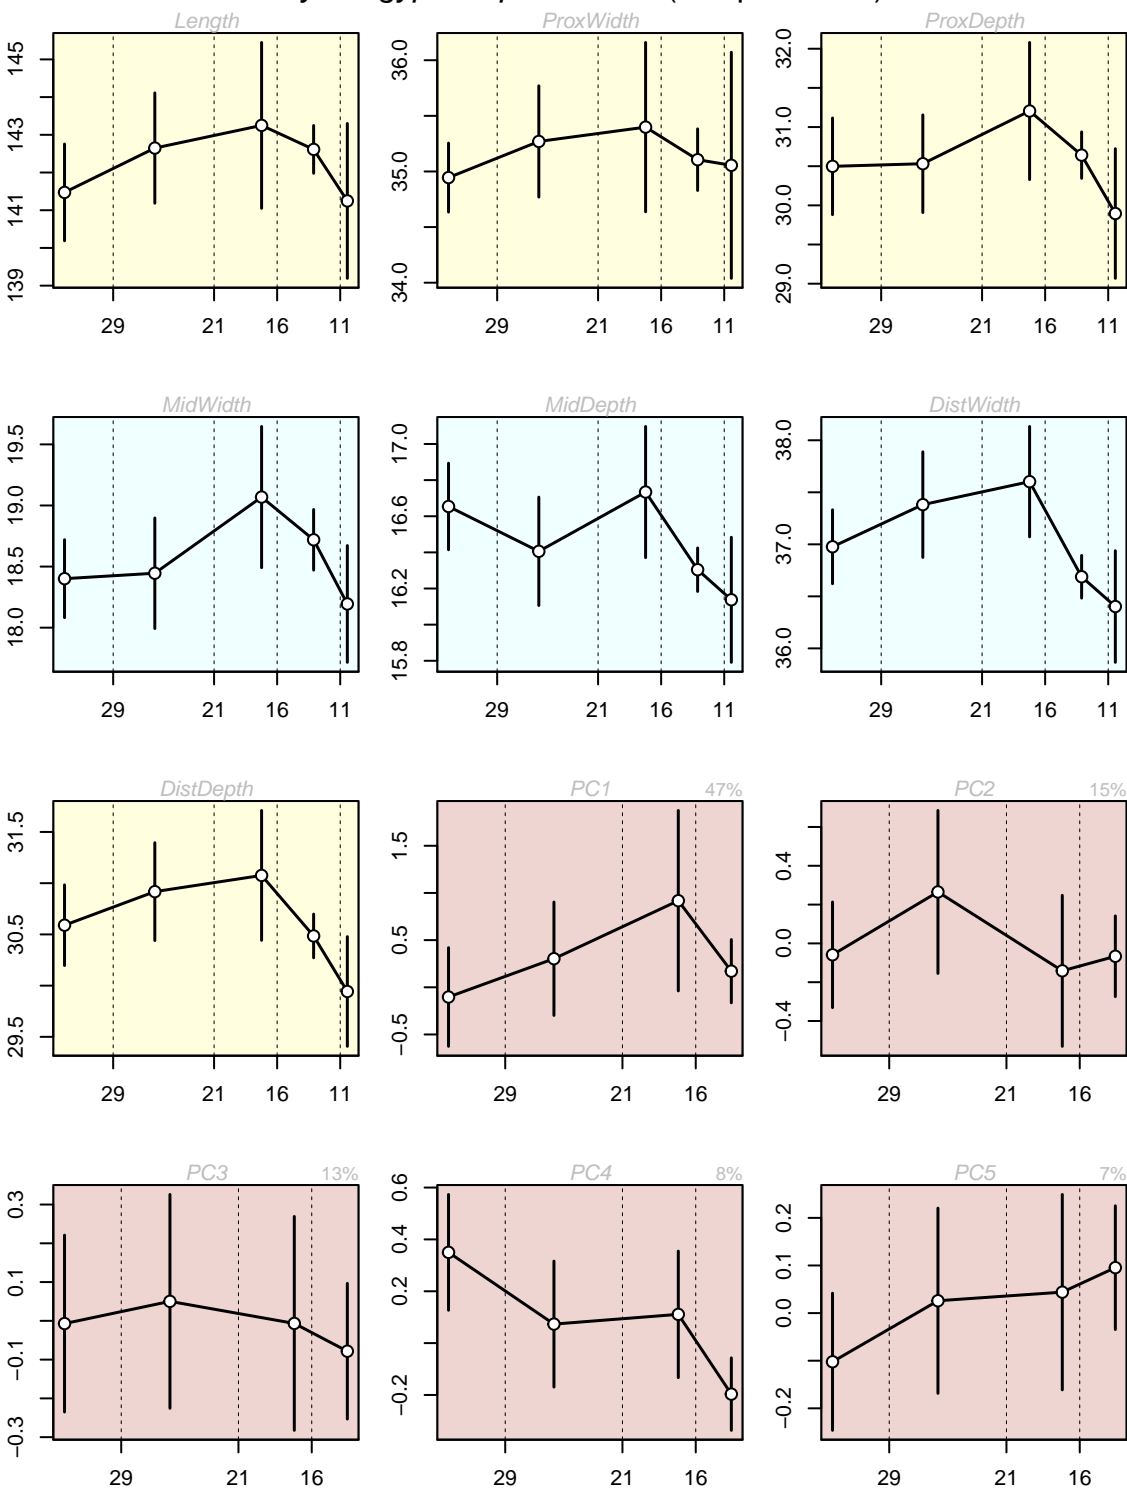 Length ProxWidth ProxDepth
139 141 143 145
34.0 35.0 36.0
29.0 30.0 31.0 32.0
29 21 16 11
29 21 16 11
29 21 16 11
MidWidth MidDepth DistWidth
18.0 18.5 19.0 19.5
15.8 16.2 16.6 17.0
36.0 37.0 38.0
29 21 16 11
29 21 16 11
29 21 16 11
DistDepth PC1 47% PC2 15%
29.5 30.5 31.5
−0.5 0.5 1.5
−0.4 0.0 0.4
29 21 16 11
29 21 16
29 21 16
PC3 13% PC4 8% PC5 7%
−0.3 −0.1 0.1 0.3
−0.2 0.2 0.4 0.6
−0.2 0.0 0.1 0.2
29 21 16
29 21 16
29 21 16